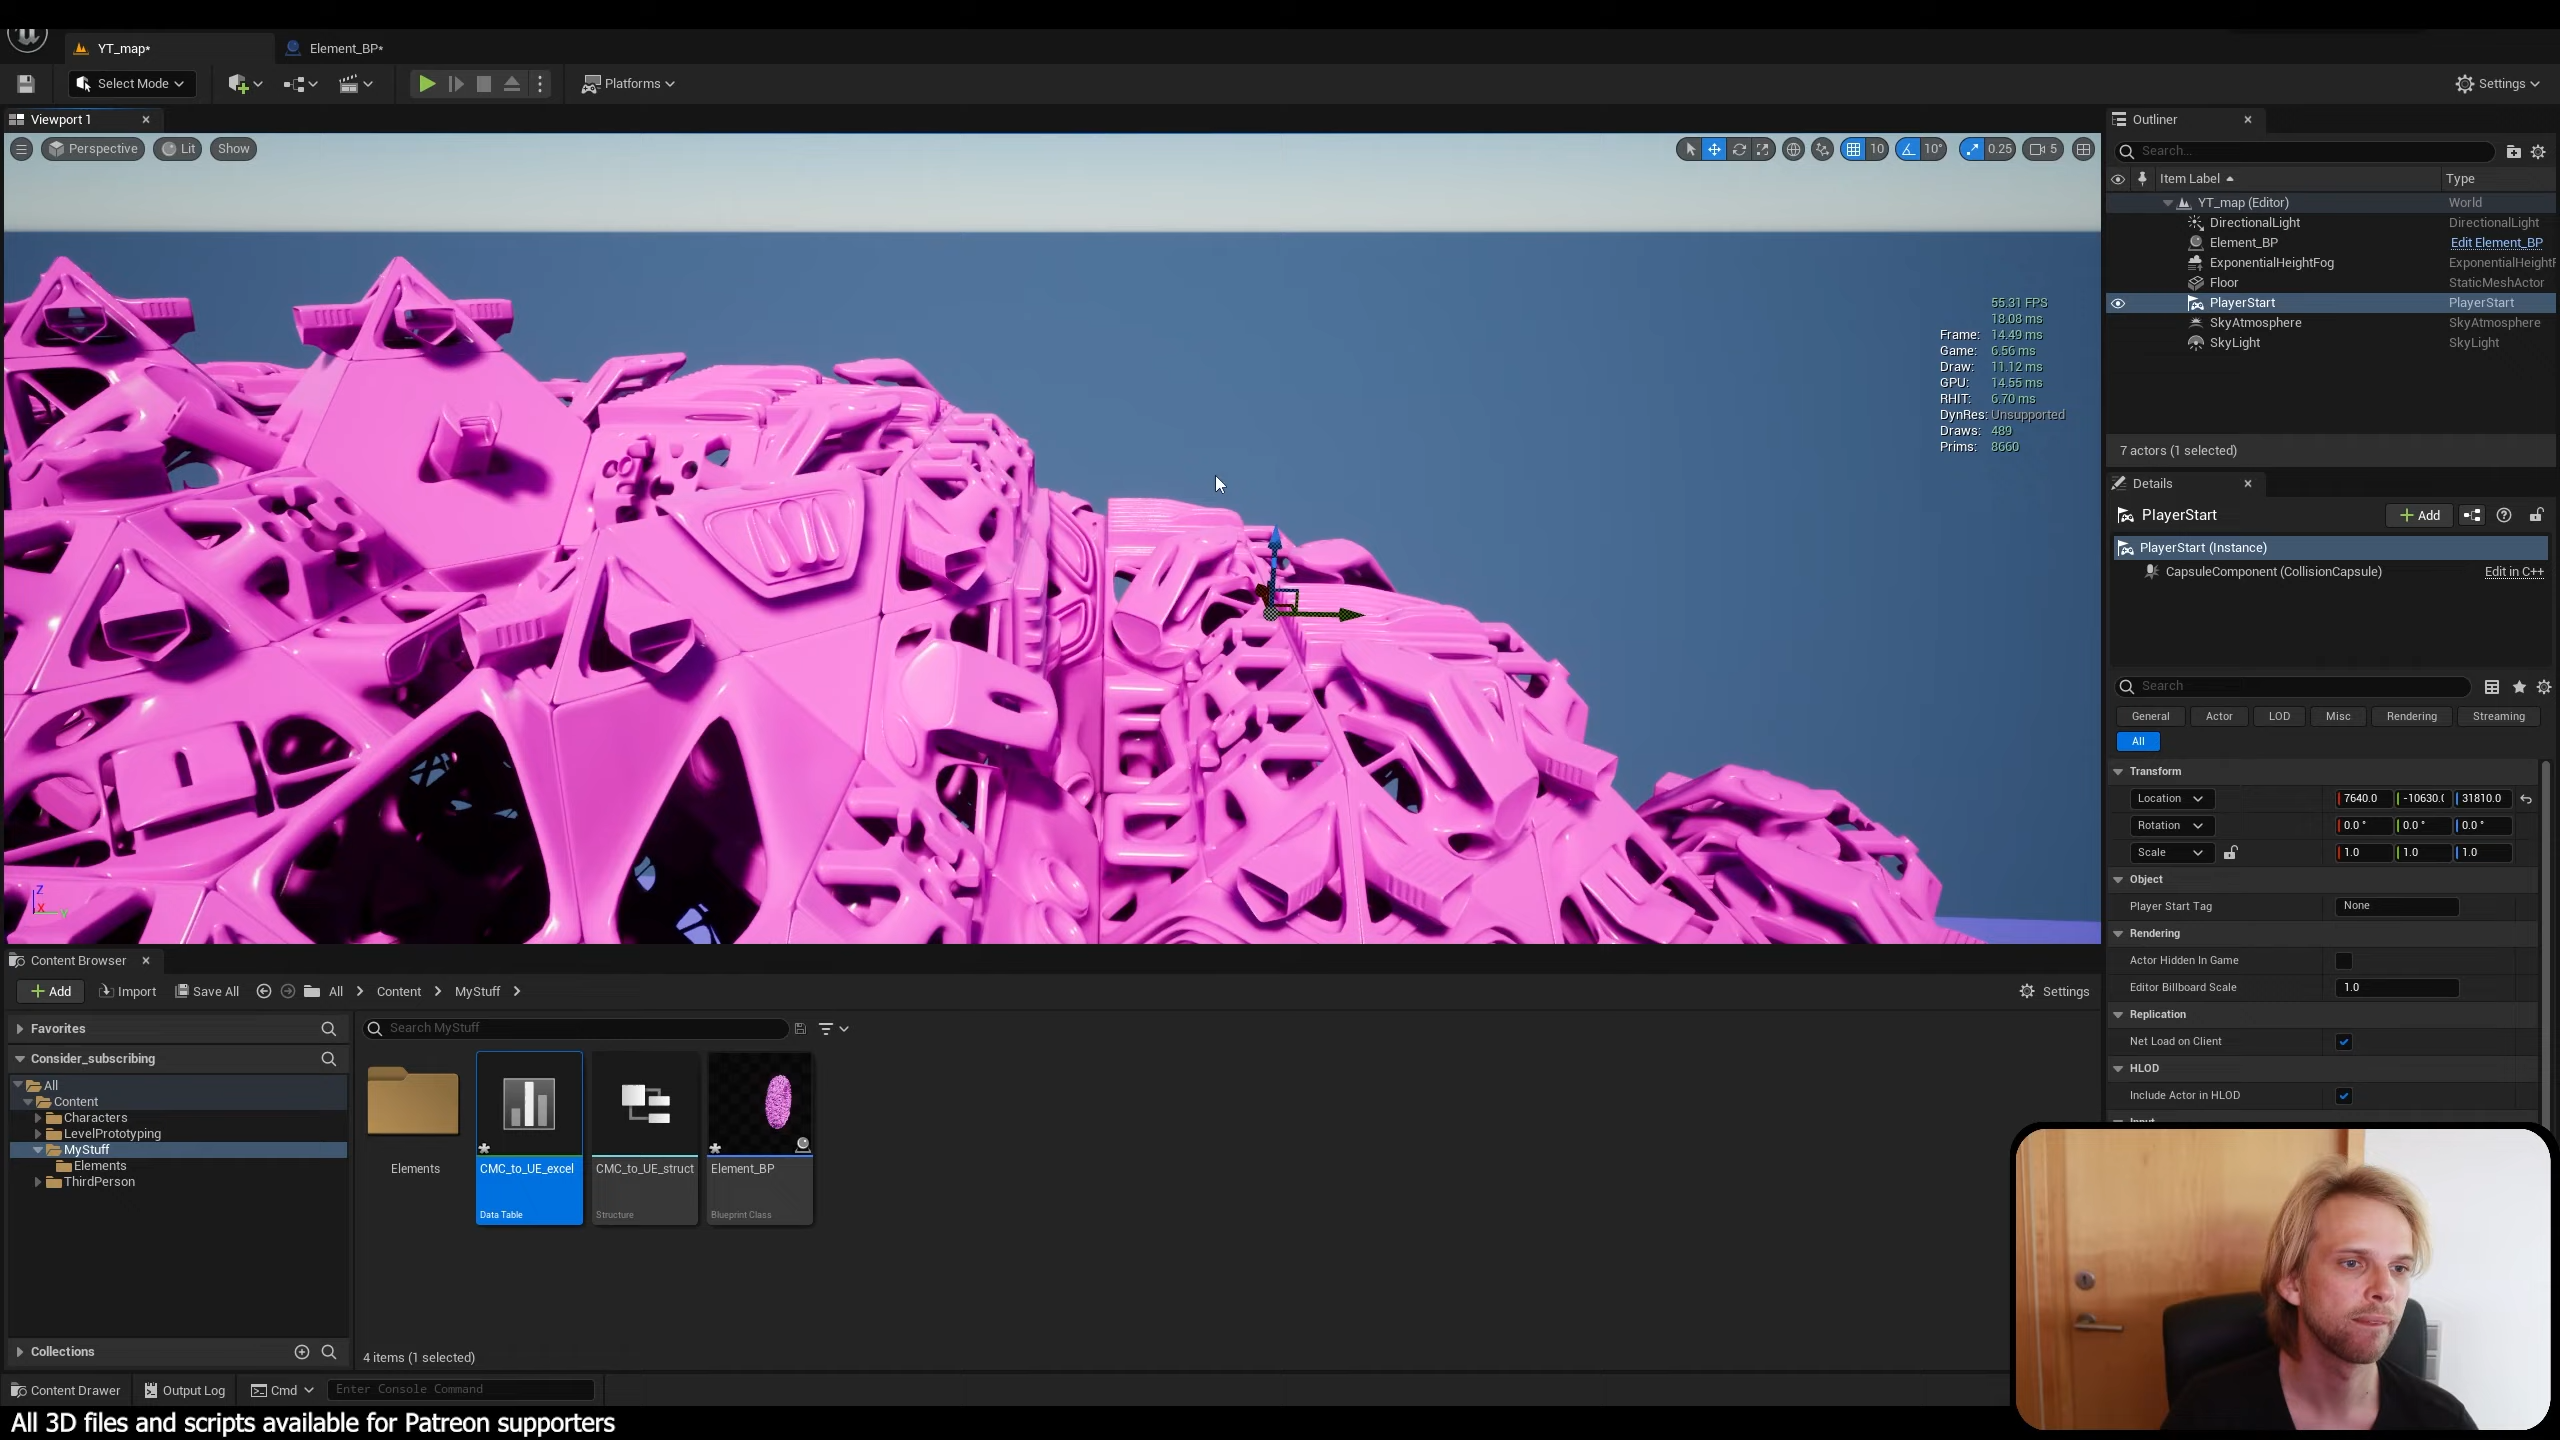 YT_map*
Element_BP*
Select Mode
Platforms
Settings
Viewport 1
Perspective
Lit
Show
10
10°
0.25
5
55.31 FPS
18.08 ms
Frame: 14.49 ms
Game: 6.56 ms
Draw: 11.12 ms
GPU: 14.55 ms
RHIT: 6.70 ms
DynRes: Unsupported
Draws: 489
Prims: 8660
Z
X
Outliner
Search...
Item Label
Type
YT_map (Editor) World
DirectionalLight DirectionalLight
Element_BP Edit Element_BP
ExponentialHeightFog ExponentialHeightF
Floor StaticMeshActor
PlayerStart PlayerStart
SkyAtmosphere SkyAtmosphere
SkyLight SkyLight
7 actors (1 selected)
Details
PlayerStart
Add
PlayerStart (Instance)
CapsuleComponent (CollisionCapsule) Edit in C++
Search
General Actor LOD Misc Rendering Streaming
All
Transform
Location 7640.0 -10630.( 31810.0
Rotation 0.0 ° 0.0 ° 0.0 °
Scale 1.0 1.0 1.0
Object
Player Start Tag None
Rendering
Actor Hidden In Game
Editor Billboard Scale 1.0
Replication
Net Load on Client
HLOD
Include Actor in HLOD
Content Browser
Add Import Save All All Content MyStuff
Settings
Favorites
Consider_subscribing
All
Content
Characters
LevelPrototyping
MyStuff
Elements
ThirdPerson
Collections
Search MyStuff
Elements
CMC_to_UE_excel
Data Table
CMC_to_UE_struct
Structure
Element_BP
Blueprint Class
4 items (1 selected)
Content Drawer
Output Log
Cmd
Enter Console Command
All 3D files and scripts available for Patreon supporters